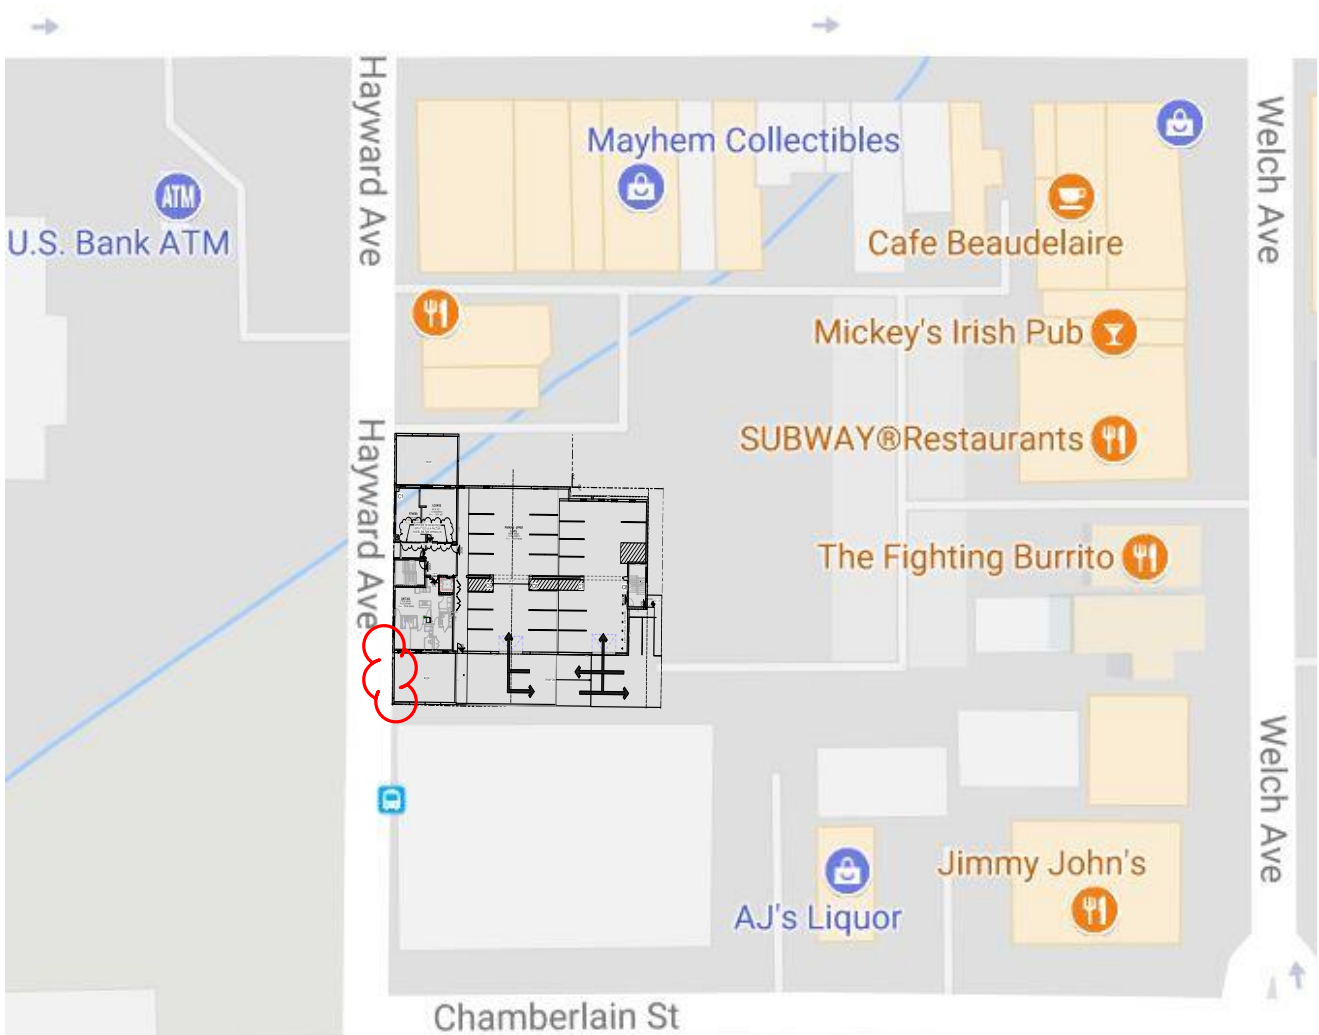 Hayward Ave
Welch Ave
Mayhem Collectibles
ATM
U.S. Bank ATM
Cafe Beaudelaire
Mickey's Irish Pub
Hayward Ave
SUBWAY®Restaurants
The Fighting Burrito
Welch Ave
Jimmy John's
AJ's Liquor
Chamberlain St